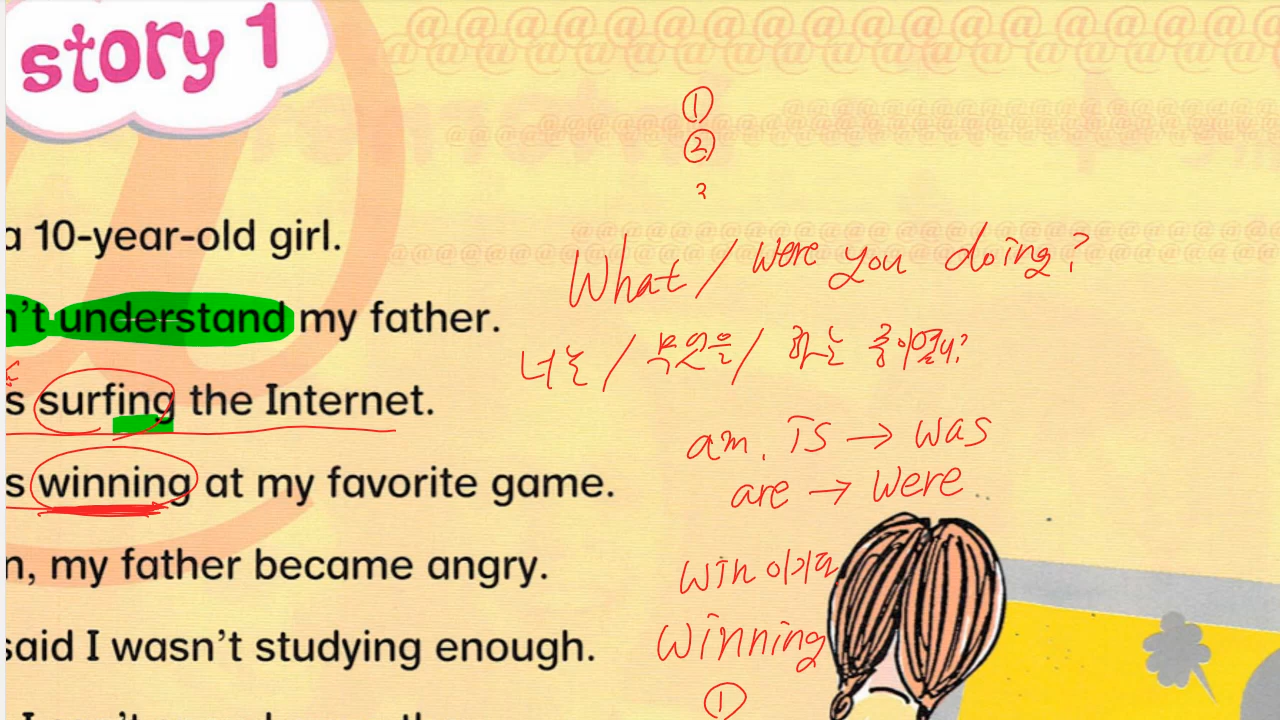 story 1
①
②
a 10-year-old girl.
What / were you doing?
n't understand my father.
너는 / 무엇을 / 하는 중이였니?
s surfing the Internet.
am. is → was
s winning at my favorite game.
are → were
n, my father became angry.
win 이기다
said I wasn't studying enough.
winning
①